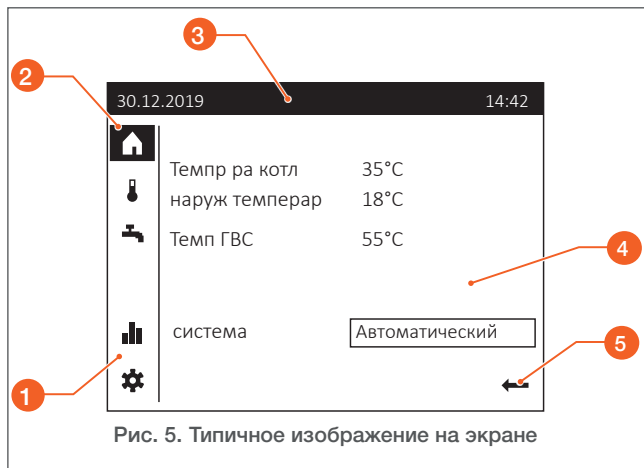 3
2
30.12.2019 14:42
Темпр ра котл 35°C
наруж темперар 18°C
Темп ГВС 55°C
4
система Автоматический
5
1
Рис. 5. Типичное изображение на экране